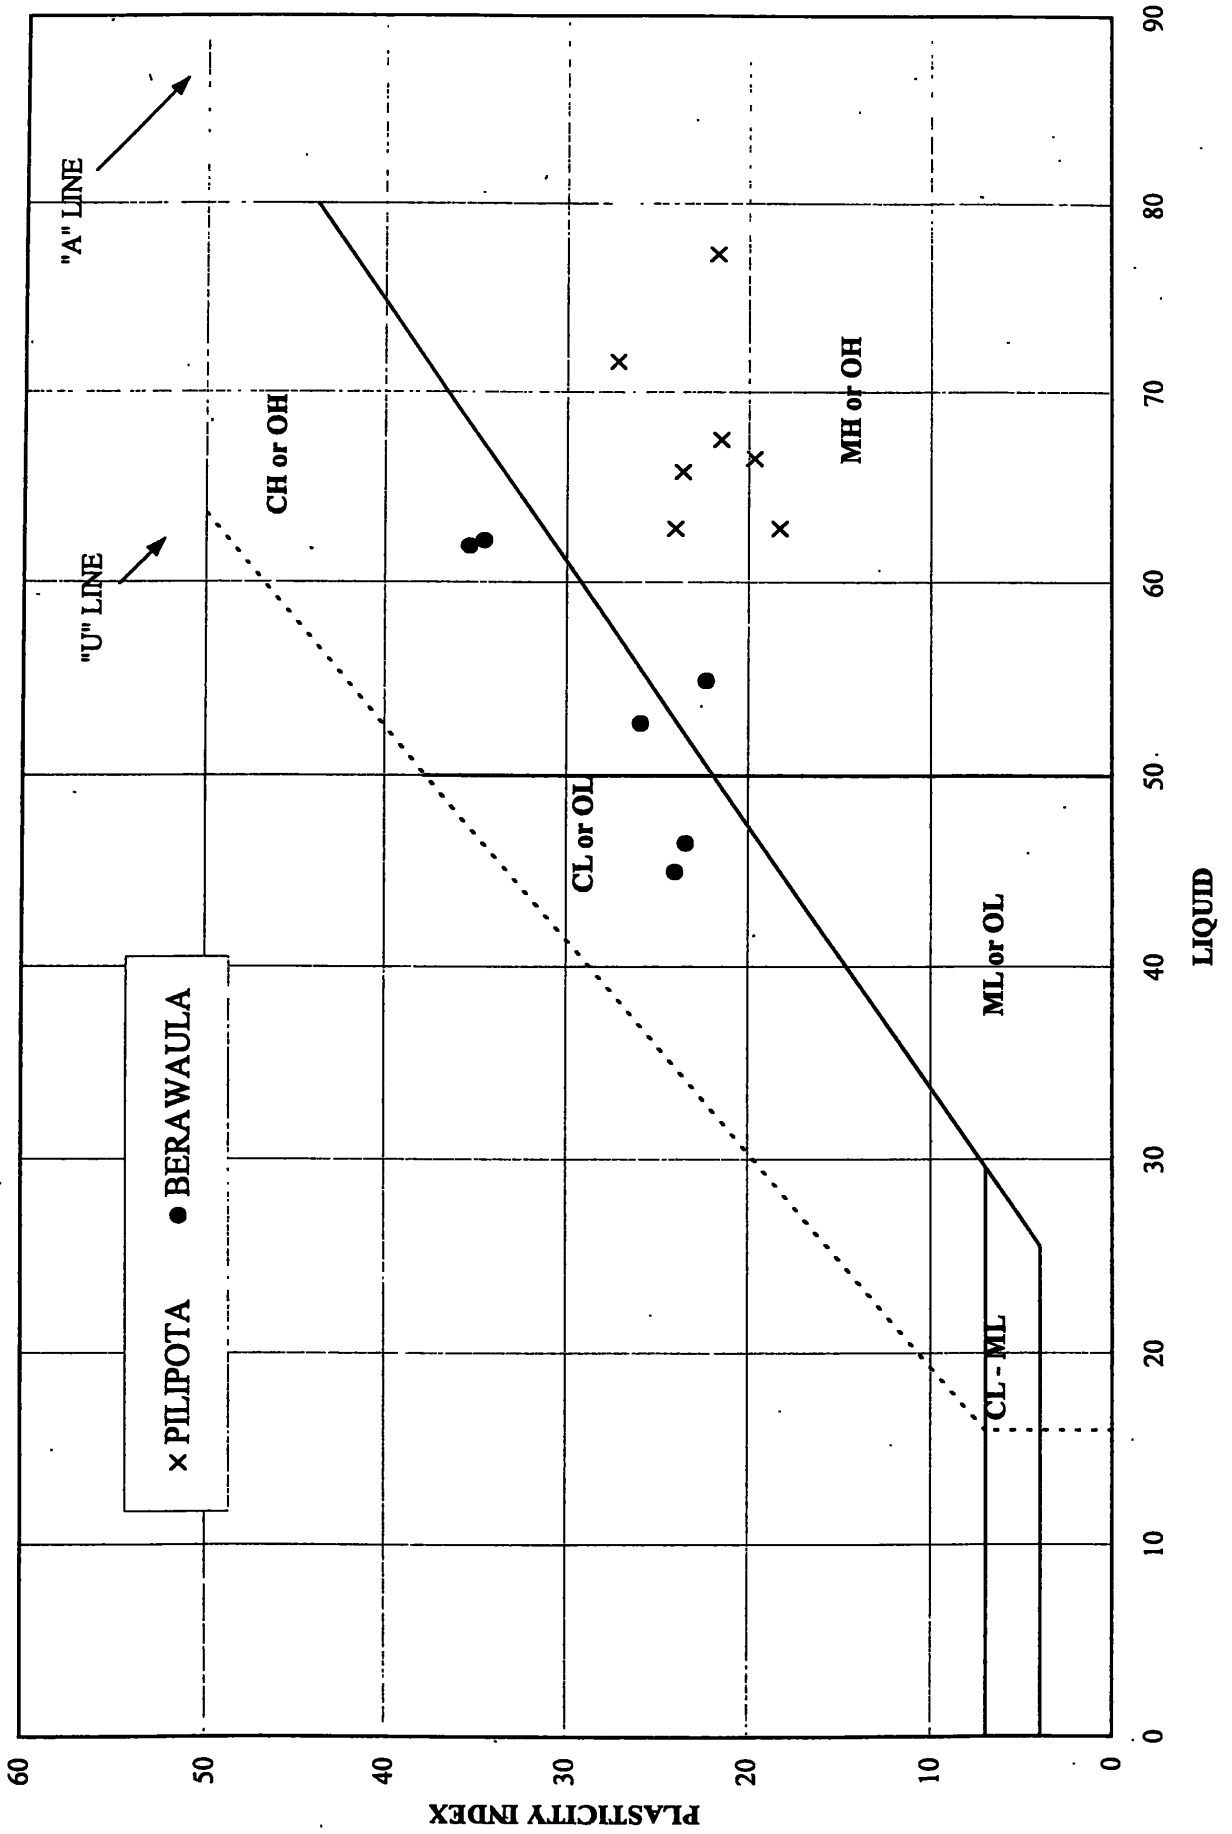 "A" LINE
"U" LINE
× PILIPOTA ● BERAWAULA
CH or OH
CL or OL
MH or OH
ML or OL
CL - ML
PLASTICITY INDEX
60
50
40
30
20
10
0
0 10 20 30 40 50 60 70 80 90
LIQUID